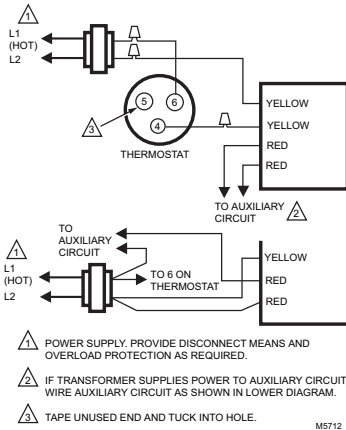 1
L1
(HOT)
L2
5
6
4
3
THERMOSTAT
YELLOW
YELLOW
RED
RED
TO AUXILIARY
CIRCUIT
2
TO
AUXILIARY
CIRCUIT
1
L1
(HOT)
L2
TO 6 ON
THERMOSTAT
YELLOW
RED
RED
1 POWER SUPPLY. PROVIDE DISCONNECT MEANS AND
OVERLOAD PROTECTION AS REQUIRED.
2 IF TRANSFORMER SUPPLIES POWER TO AUXILIARY CIRCUIT
WIRE AUXILIARY CIRCUIT AS SHOWN IN LOWER DIAGRAM.
3 TAPE UNUSED END AND TUCK INTO HOLE.
M5712